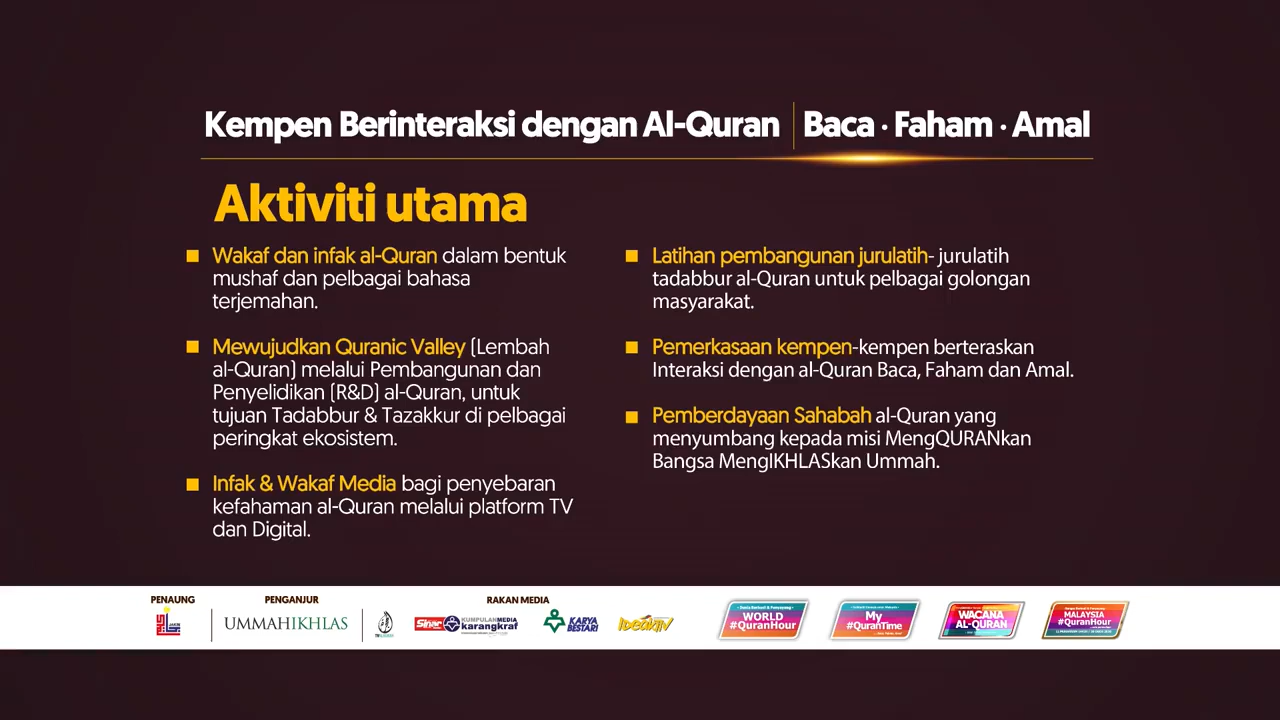 Kempen Berinteraksi dengan Al-Quran | Baca · Faham · Amal
Aktiviti utama
Wakaf dan infak al-Quran dalam bentuk
mushaf dan pelbagai bahasa
terjemahan.
Mewujudkan Quranic Valley (Lembah
al-Quran) melalui Pembangunan dan
Penyelidikan (R&D) al-Quran, untuk
tujuan Tadabbur & Tazakkur di pelbagai
peringkat ekosistem.
Infak & Wakaf Media bagi penyebaran
kefahaman al-Quran melalui platform TV
dan Digital.
Latihan pembangunan jurulatih- jurulatih
tadabbur al-Quran untuk pelbagai golongan
masyarakat.
Pemerkasaan kempen-kempen berteraskan
Interaksi dengan al-Quran Baca, Faham dan Amal.
Pemberdayaan Sahabah al-Quran yang
menyumbang kepada misi MengQURANkan
Bangsa MengIKHLASkan Ummah.
PENAUNG
PENGANJUR
UMMAHIKHLAS
RAKAN MEDIA
Sinar
KUMPULANMEDIA
karangkraf
KARYA
BESTARI
IDEAKTV
WORLD
#QuranHour
My
#QuranTime
WACANA
AL-QURAN
MALAYSIA
#QuranHour